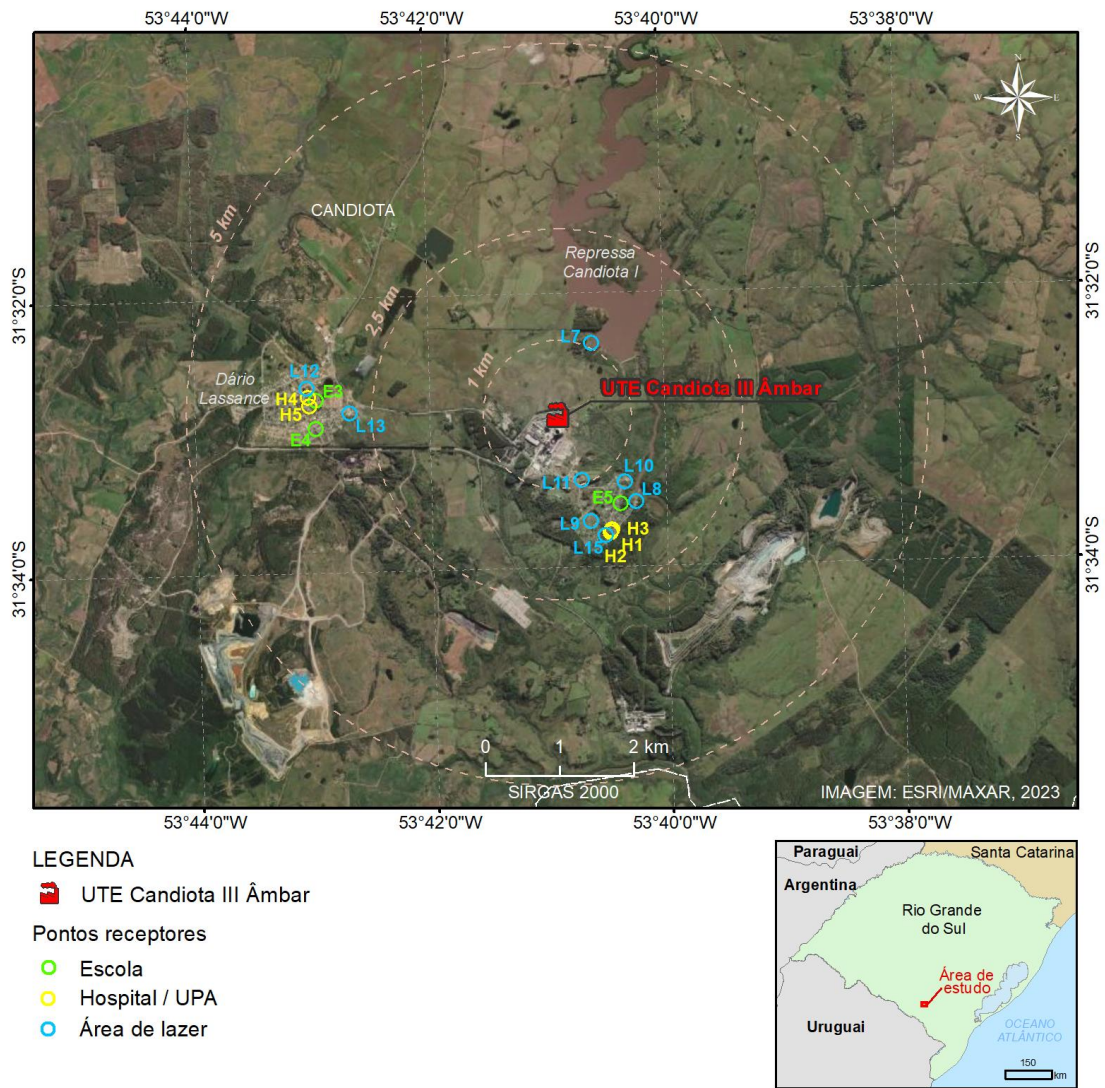 53°44'0"W
53°42'0"W
53°40'0"W
53°38'0"W
N
W
E
S
5 km
CANDIOTA
Repressa
Candiota I
31°32'0"S
31°32'0"S
2,5 km
L7
1 km
UTE Candiota III Âmbar
Dário
Lassance
L12
E3
H4
H5
L13
E4
L10
L11
L8
E5
L9
H3
L15
H1
H2
31°34'0"S
31°34'0"S
0 1 2 km
SIRGAS 2000
IMAGEM: ESRI/MAXAR, 2023
53°44'0"W
53°42'0"W
53°40'0"W
53°38'0"W
LEGENDA
UTE Candiota III Âmbar
Pontos receptores
Escola
Hospital / UPA
Área de lazer
Paraguai
Santa Catarina
Argentina
Rio Grande
do Sul
Área de
estudo
Uruguai
OCEANO
ATLÂNTICO
150
km